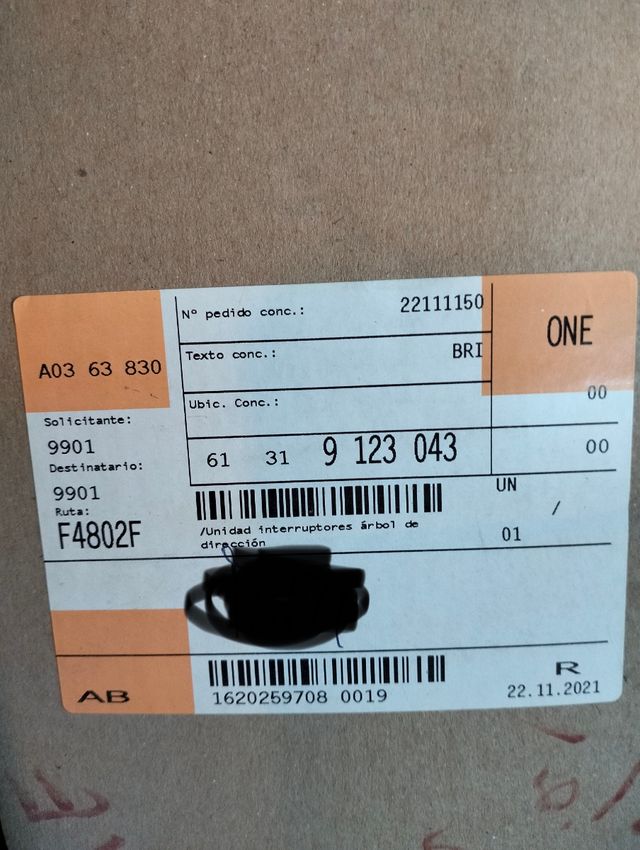 Nº pedido conc.: 22111150
ONE
A03 63 830
Texto conc.: BRI
Ubic. Conc.:
00
Solicitante:
9901
61 31 9 123 043
00
Destinatario:
9901
UN
Ruta:
F4802F
/Unidad interruptores árbol de
dirección
/
01
AB
1620259708 0019
R
22.11.2021